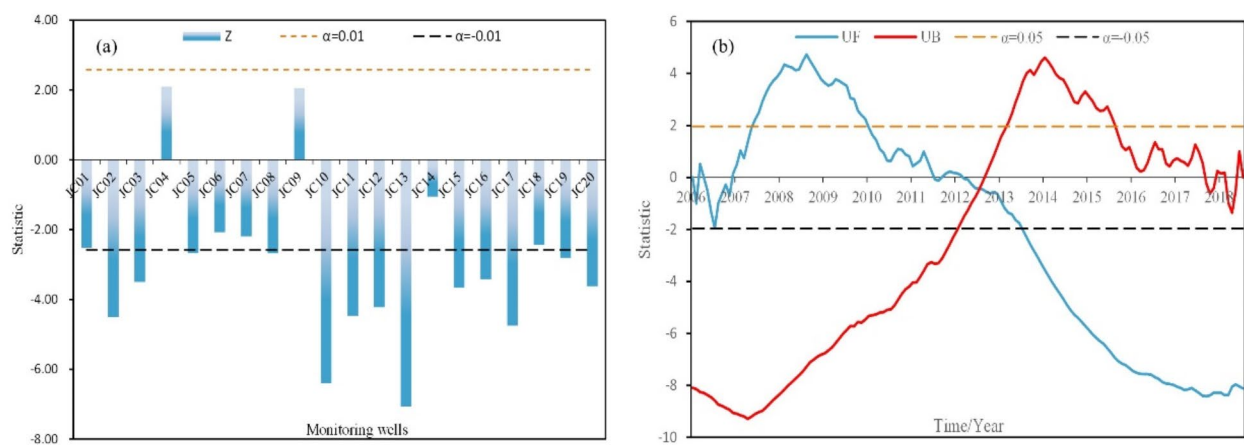 4.00
2.00
0.00
-2.00
-4.00
-6.00
-8.00
Statistic
(a)
Z
α=0.01
α=-0.01
JC01
JC02
JC03
JC04
JC05
JC06
JC07
JC08
JC09
JC10
JC11
JC12
JC13
JC14
JC15
JC16
JC17
JC18
JC19
JC20
Monitoring wells
6
4
2
0
-2
-4
-6
-8
-10
Statistic
(b)
UF
UB
α=0.05
α=-0.05
2006 2007 2008 2009 2010 2011 2012 2013 2014 2015 2016 2017 2018
Time/Year